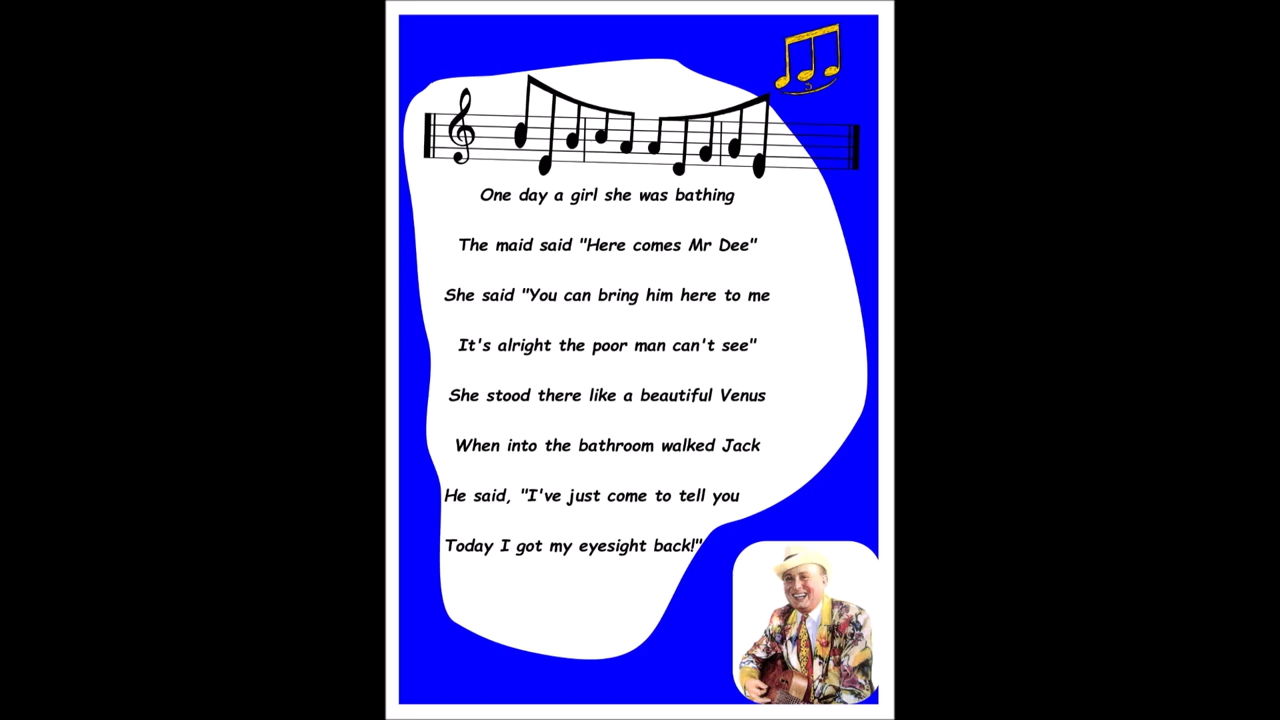 One day a girl she was bathing
The maid said "Here comes Mr Dee"
She said "You can bring him here to me
It's alright the poor man can't see"
She stood there like a beautiful Venus
When into the bathroom walked Jack
He said, "I've just come to tell you
Today I got my eyesight back!"